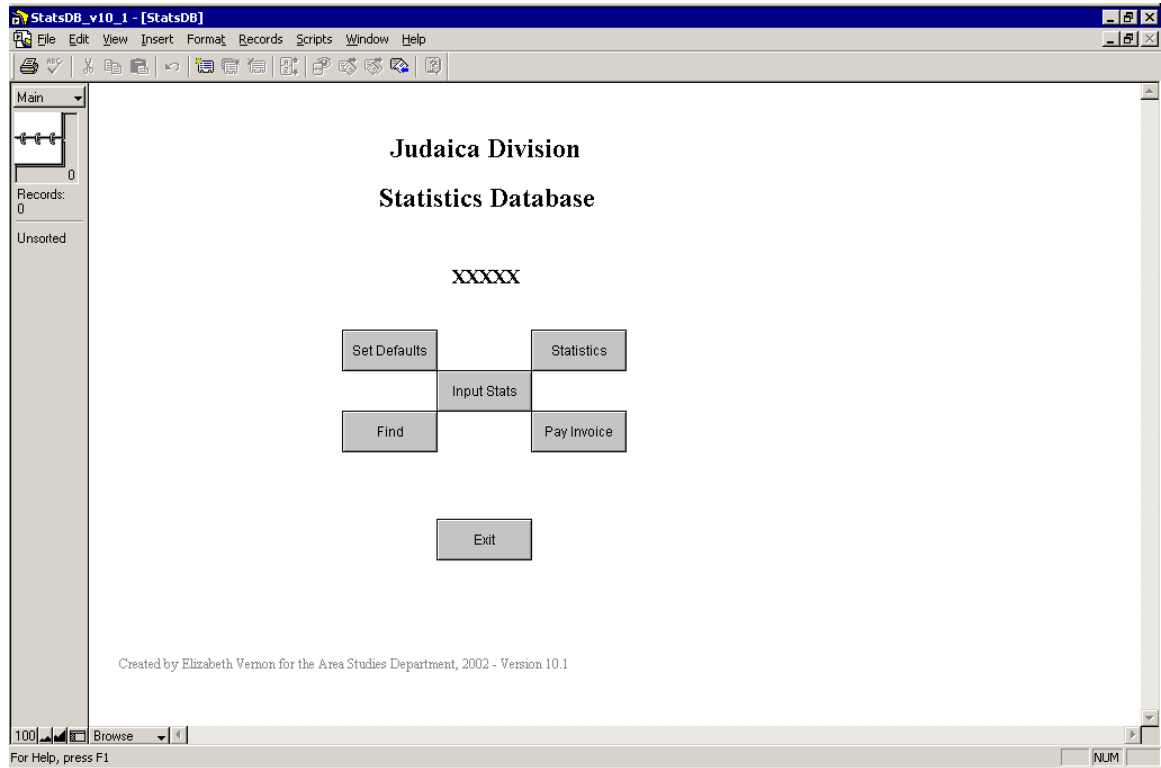 StatsDB_v10_1 - [StatsDB]
File Edit View Insert Format Records Scripts Window Help
Main
0
Records:
0
Unsorted
Judaica Division
Statistics Database
XXXXX
Set Defaults
Statistics
Input Stats
Find
Pay Invoice
Exit
Created by Elizabeth Vernon for the Area Studies Department, 2002 - Version 10.1
100 Browse
For Help, press F1
NUM